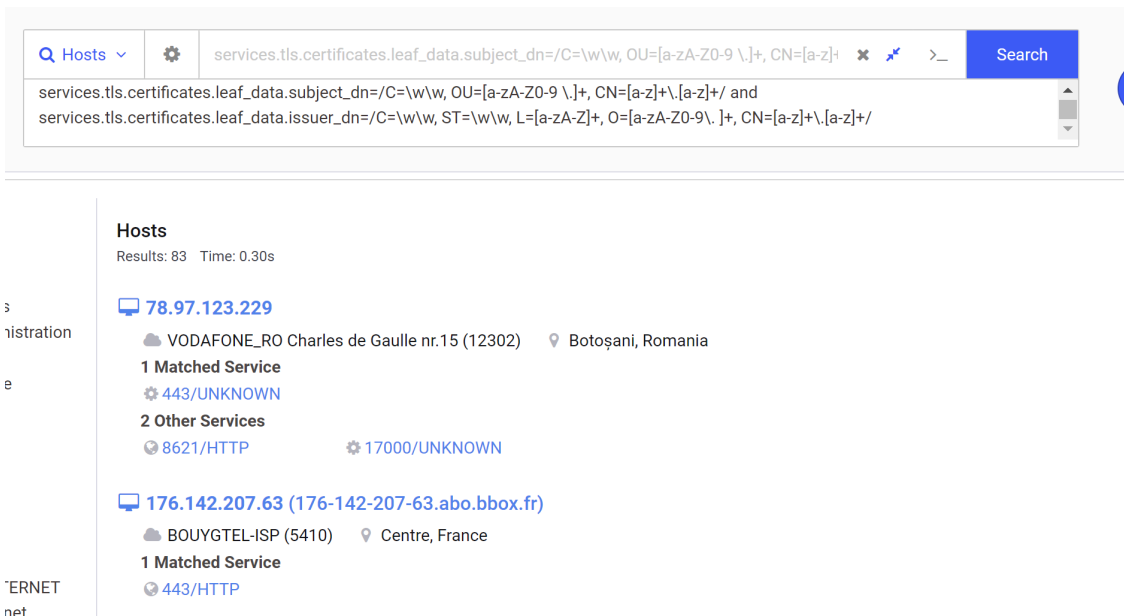 Hosts
services.tls.certificates.leaf_data.subject_dn=/C=\w\w, OU=[a-zA-Z0-9 \.]+, CN=[a-z]+
>_
Search
services.tls.certificates.leaf_data.subject_dn=/C=\w\w, OU=[a-zA-Z0-9 \.]+, CN=[a-z]+\.[a-z]+/ and
services.tls.certificates.leaf_data.issuer_dn=/C=\w\w, ST=\w\w, L=[a-zA-Z]+, O=[a-zA-Z0-9\. ]+, CN=[a-z]+\.[a-z]+/
Hosts
Results: 83 Time: 0.30s
s
nistration
e
78.97.123.229
VODAFONE_RO Charles de Gaulle nr.15 (12302) Botoșani, Romania
1 Matched Service
443/UNKNOWN
2 Other Services
8621/HTTP 17000/UNKNOWN
176.142.207.63 (176-142-207-63.abo.bbox.fr)
BOUYGTEL-ISP (5410) Centre, France
1 Matched Service
443/HTTP
TERNET
net